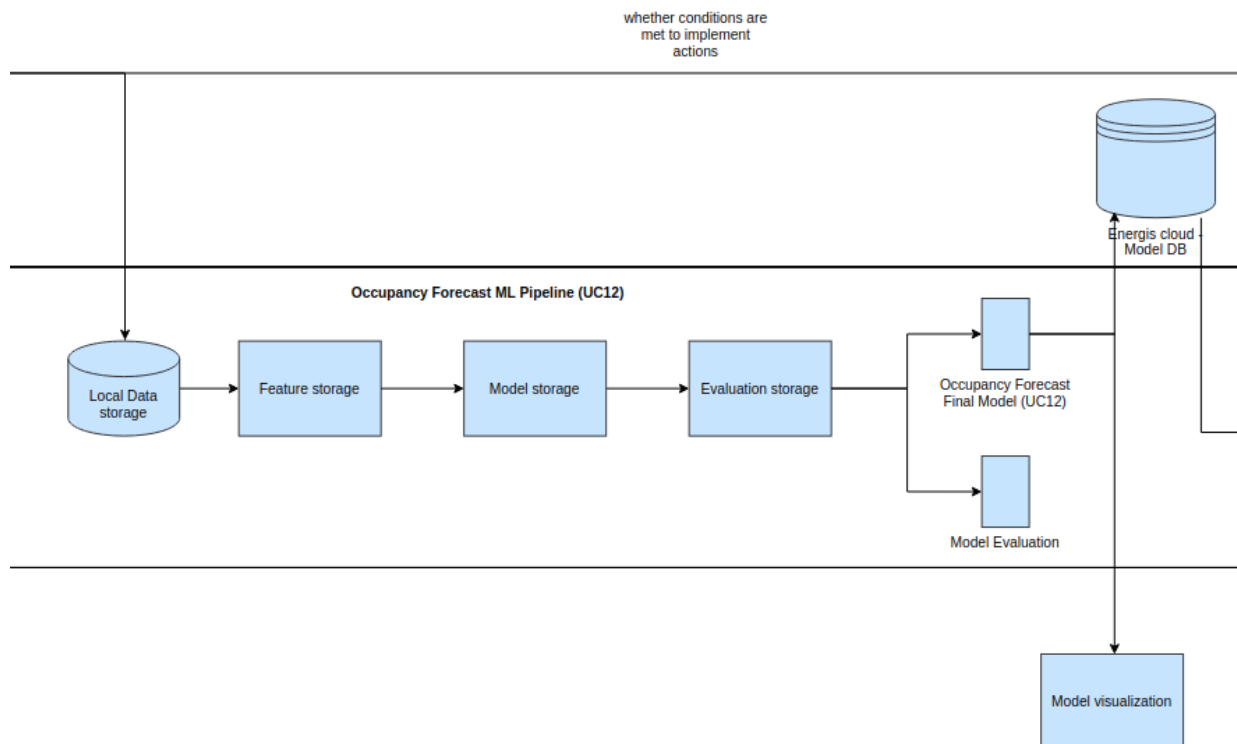 whether conditions are
met to implement
actions
Energis cloud -
Model DB
Occupancy Forecast ML Pipeline (UC12)
Local Data
storage
Feature storage
Model storage
Evaluation storage
Occupancy Forecast
Final Model (UC12)
Model Evaluation
Model visualization